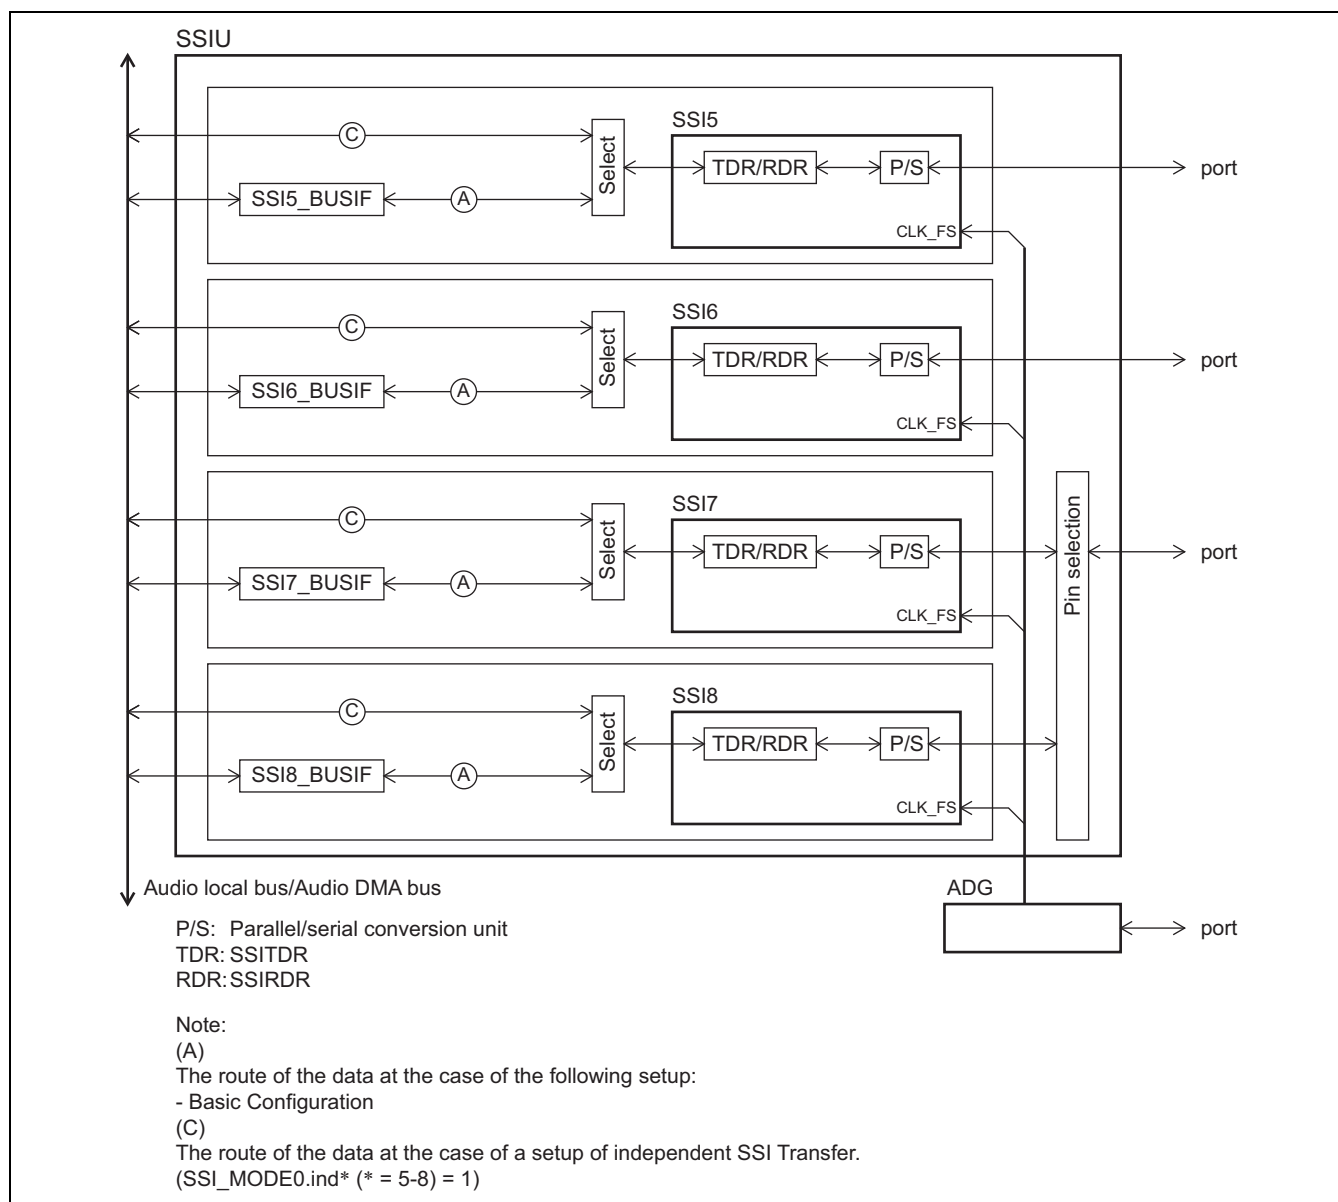 SSIU
SSI5
C
Select
TDR/RDR
P/S
port
SSI5_BUSIF
A
CLK_FS
SSI6
C
Select
TDR/RDR
P/S
port
SSI6_BUSIF
A
CLK_FS
SSI7
C
Select
TDR/RDR
P/S
Pin selection
port
SSI7_BUSIF
A
CLK_FS
SSI8
C
Select
TDR/RDR
P/S
SSI8_BUSIF
A
CLK_FS
Audio local bus/Audio DMA bus
ADG
port
P/S: Parallel/serial conversion unit
TDR: SSITDR
RDR: SSIRDR
Note:
(A)
The route of the data at the case of the following setup:
- Basic Configuration
(C)
The route of the data at the case of a setup of independent SSI Transfer.
(SSI_MODE0.ind* (* = 5-8) = 1)